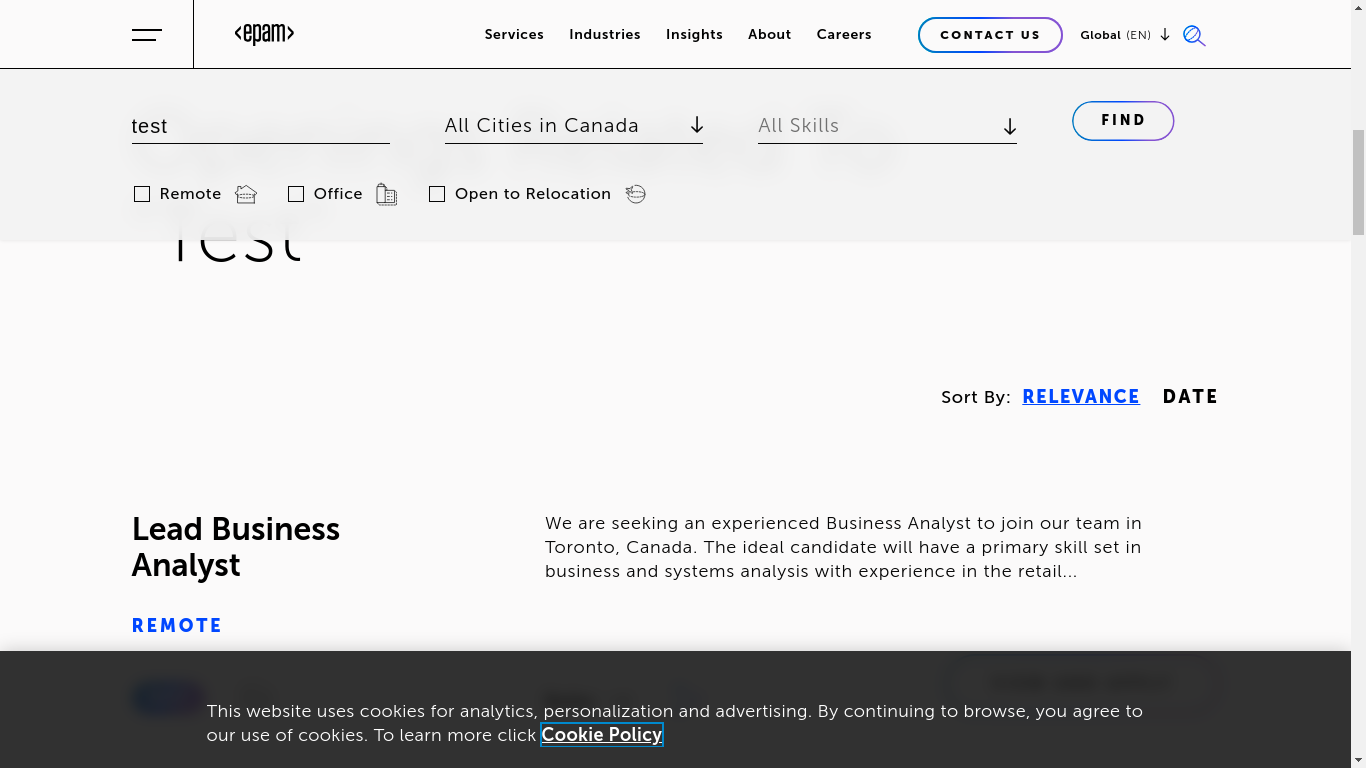 <epam>
Services Industries Insights About Careers CONTACT US Global (EN)
test All Cities in Canada All Skills FIND
Remote Office Open to Relocation
Test
Sort By: RELEVANCE DATE
Lead Business
Analyst
We are seeking an experienced Business Analyst to join our team in
Toronto, Canada. The ideal candidate will have a primary skill set in
business and systems analysis with experience in the retail...
REMOTE
This website uses cookies for analytics, personalization and advertising. By continuing to browse, you agree to
our use of cookies. To learn more click Cookie Policy